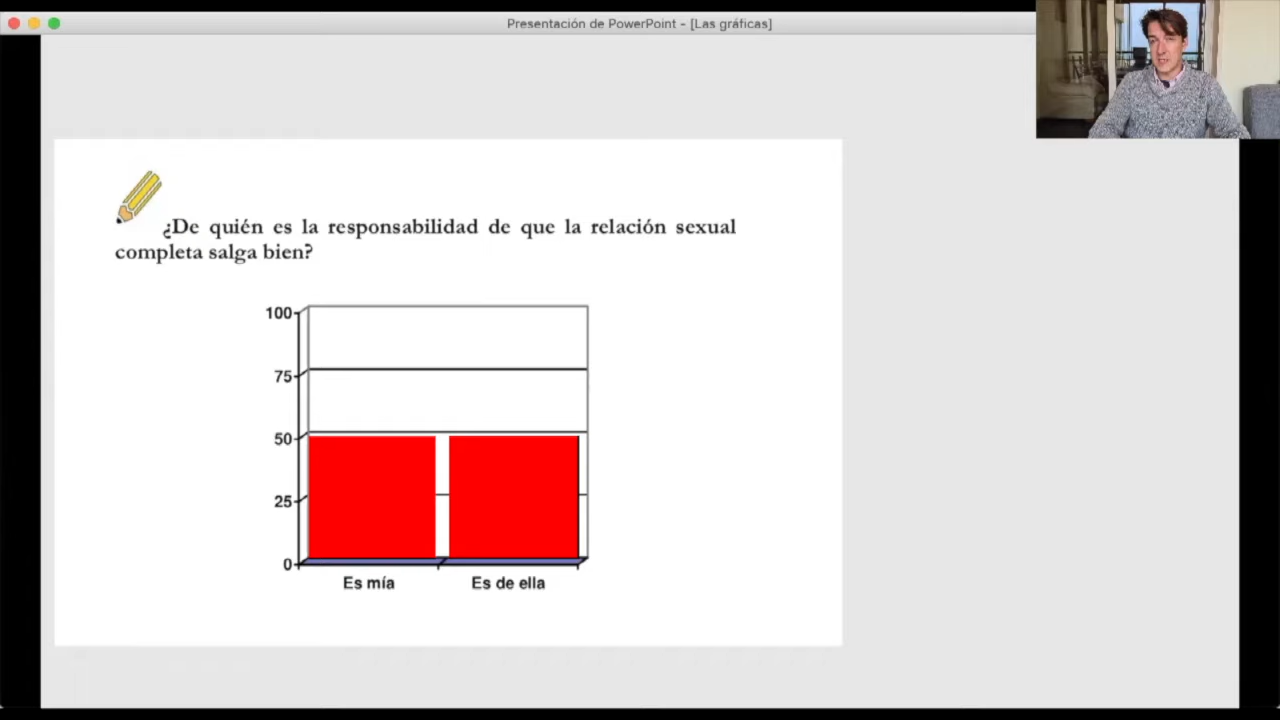 Presentación de PowerPoint - [Las gráficas]
¿De quién es la responsabilidad de que la relación sexual
completa salga bien?
100
75
50
25
0
Es mía
Es de ella